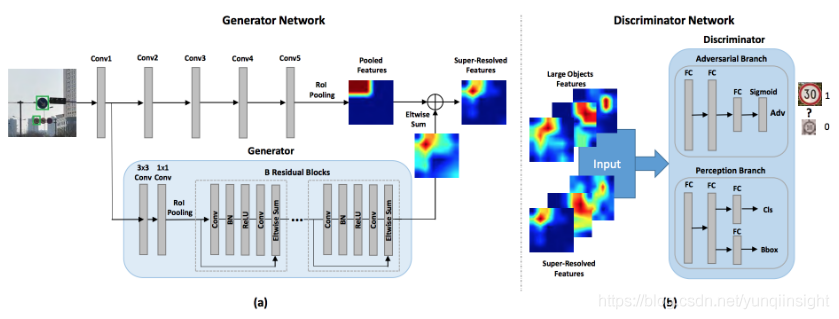 Generator Network
Conv1
Conv2
Conv3
Conv4
Conv5
RoI
Pooling
Pooled
Features
Super-Resolved
Features
Eltwise
Sum
Generator
3x3
Conv
1x1
Conv
RoI
Pooling
B Residual Blocks
Conv
BN
ReLU
Conv
Eltwise Sum
...
Conv
BN
ReLU
Conv
Eltwise Sum
(a)
Discriminator Network
Large Objects
Features
Input
Super-Resolved
Features
Discriminator
Adversarial Branch
FC
FC
FC
Sigmoid
Adv
30
1
?
0
Perception Branch
FC
FC
FC
Cls
FC
Bbox
(b)
https://blog.csdn.net/yunqiinsight